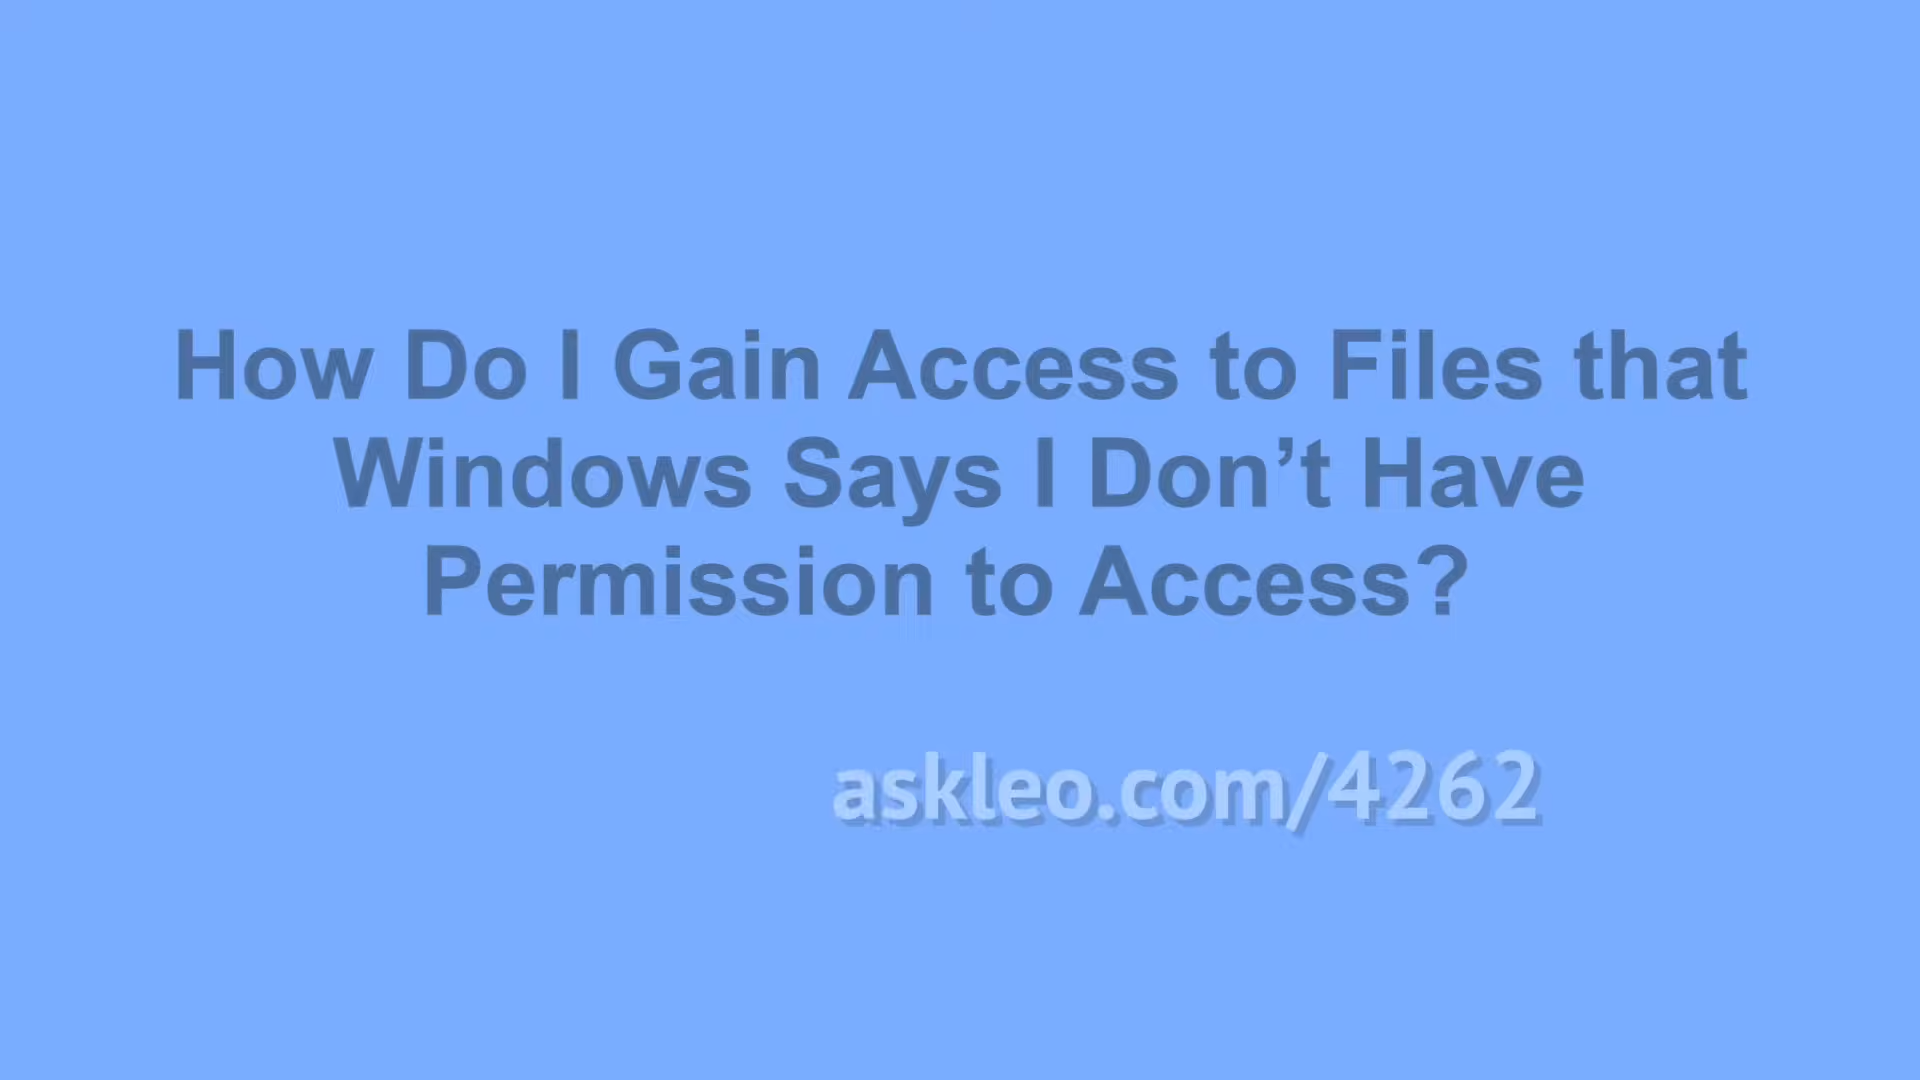 How Do I Gain Access to Files that
Windows Says I Don’t Have
Permission to Access?
askleo.com/4262